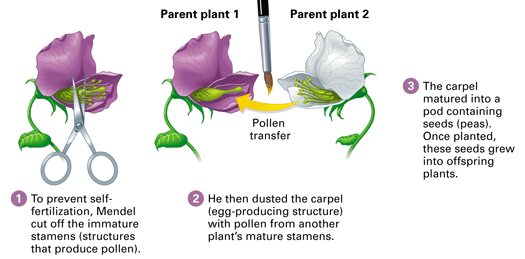 Parent plant 1
Parent plant 2
Pollen
transfer
1 To prevent self-
fertilization, Mendel
cut off the immature
stamens (structures
that produce pollen).
2 He then dusted the carpel
(egg-producing structure)
with pollen from another
plant's mature stamens.
3 The carpel
matured into a
pod containing
seeds (peas).
Once planted,
these seeds grew
into offspring
plants.